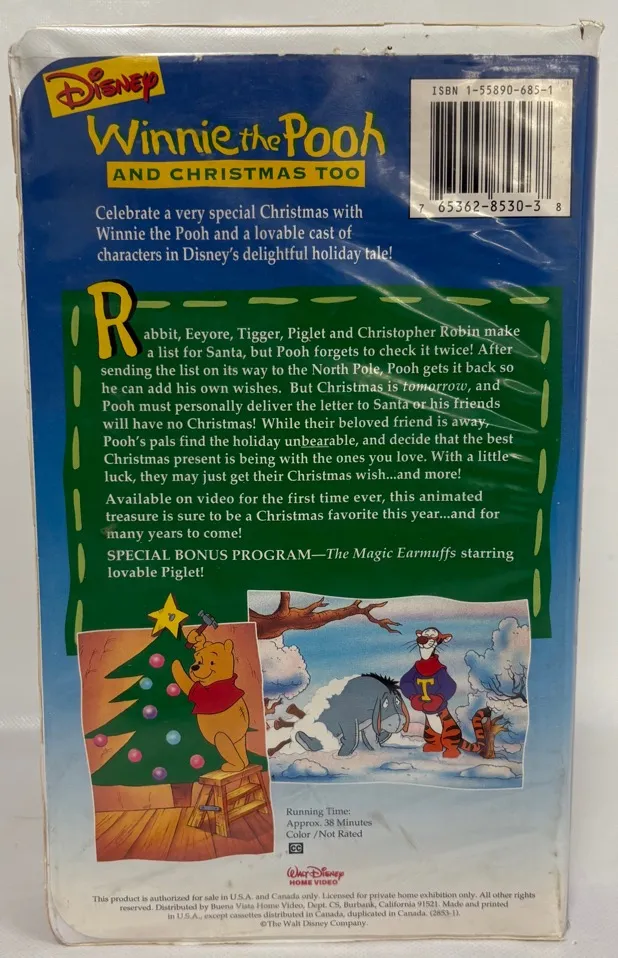 Disney
Winnie the Pooh
AND CHRISTMAS TOO
ISBN 1-55890-685-1
7 65362-8530-3 8
Celebrate a very special Christmas with
Winnie the Pooh and a lovable cast of
characters in Disney's delightful holiday tale!
Rabbit, Eeyore, Tigger, Piglet and Christopher Robin make
a list for Santa, but Pooh forgets to check it twice! After
sending the list on its way to the North Pole, Pooh gets it back so
he can add his own wishes. But Christmas is tomorrow, and
Pooh must personally deliver the letter to Santa or his friends
will have no Christmas! While their beloved friend is away,
Pooh's pals find the holiday unbearable, and decide that the best
Christmas present is being with the ones you love. With a little
luck, they may just get their Christmas wish...and more!
Available on video for the first time ever, this animated
treasure is sure to be a Christmas favorite this year...and for
many years to come!
SPECIAL BONUS PROGRAM—The Magic Earmuffs starring
lovable Piglet!
T
Running Time:
Approx. 38 Minutes
Color /Not Rated
CC
Walt Disney
HOME VIDEO
This product is authorized for sale in U.S.A. and Canada only. Licensed for private home exhibition only. All other rights
reserved. Distributed by Buena Vista Home Video, Dept. CS, Burbank, California 91521. Made and printed
in U.S.A., except cassettes distributed in Canada, duplicated in Canada. (2853-1).
©The Walt Disney Company.